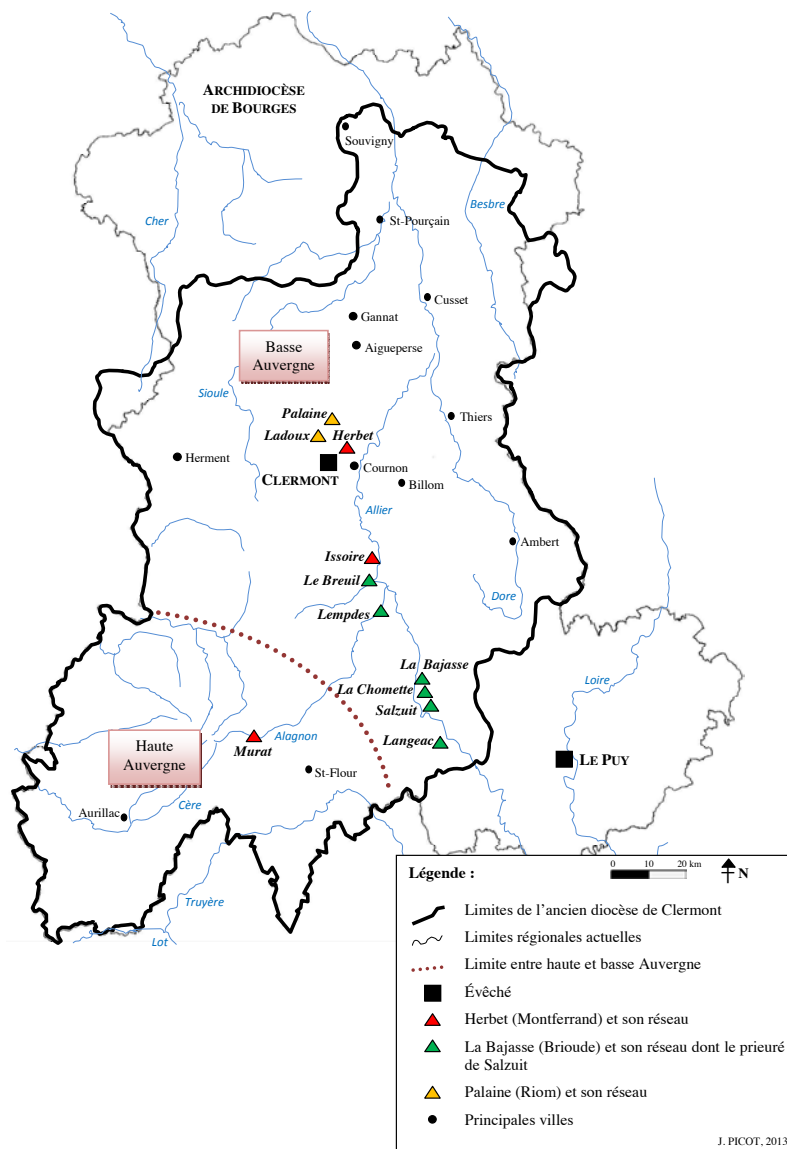 ARCHIDIOCÈSE
DE BOURGES
Souvigny
Cher
Besbre
St-Pourçain
Cusset
Gannat
Basse
Auvergne
Aigueperse
Sioule
Palaine
Thiers
Ladoux
Herbet
Herment
Cournon
CLERMONT
Billom
Allier
Ambert
Issoire
Le Breuil
Dore
Lempdes
La Bajasse
Loire
La Chomette
Salzuit
Haute
Auvergne
Alagnon
Murat
Langeac
LE PUY
St-Flour
Cère
Aurillac
Truyère
Lot
Légende :
0 10 20 km
N
Limites de l’ancien diocèse de Clermont
Limites régionales actuelles
Limite entre haute et basse Auvergne
Évêché
Herbet (Montferrand) et son réseau
La Bajasse (Brioude) et son réseau dont le prieuré
de Salzuit
Palaine (Riom) et son réseau
Principales villes
J. PICOT, 2013